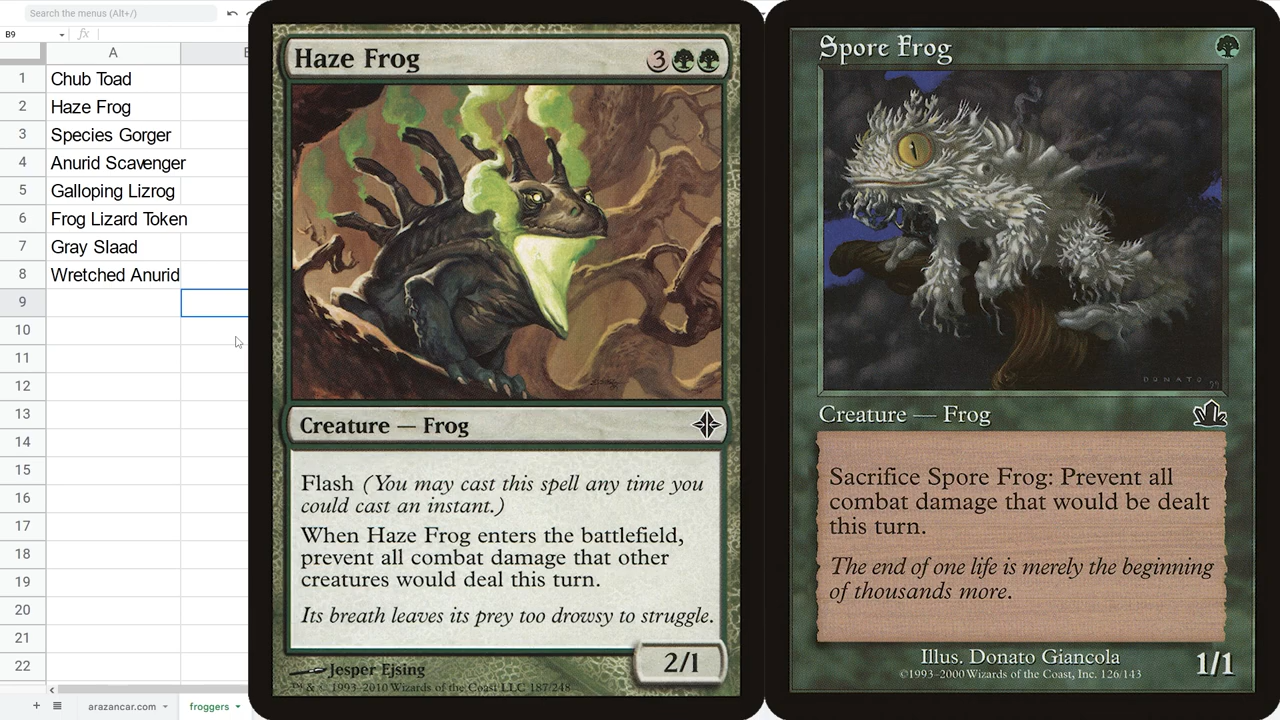 Search the menus (Alt+/)
B9
fx
A
1 Chub Toad
2 Haze Frog
3 Species Gorger
4 Anurid Scavenger
5 Galloping Lizrog
6 Frog Lizard Token
7 Gray Slaad
8 Wretched Anurid
9
10
11
12
13
14
15
16
17
18
19
20
21
22
arazancar.com
froggers
Haze Frog
3
Creature — Frog
Flash (You may cast this spell any time you
could cast an instant.)
When Haze Frog enters the battlefield,
prevent all combat damage that other
creatures would deal this turn.
Its breath leaves its prey too drowsy to struggle.
Jesper Ejsing
2/1
™ & © 1993–2010 Wizards of the Coast LLC 187/248
Spore Frog
DONATO 99
Creature — Frog
Sacrifice Spore Frog: Prevent all
combat damage that would be dealt
this turn.
The end of one life is merely the beginning
of thousands more.
Illus. Donato Giancola
1/1
©1993–2000 Wizards of the Coast, Inc. 126/143